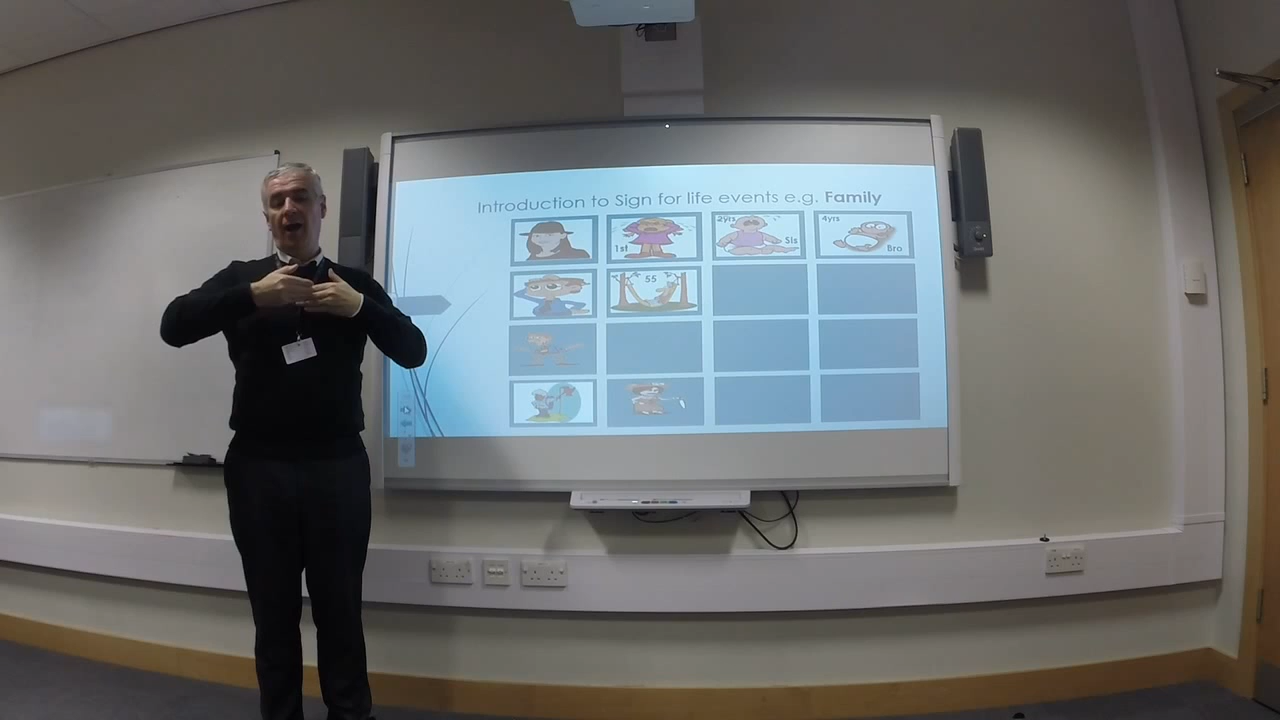 Introduction to Sign for life events e.g. Family
1st
2yrs
Sis
4yrs
Bro
55